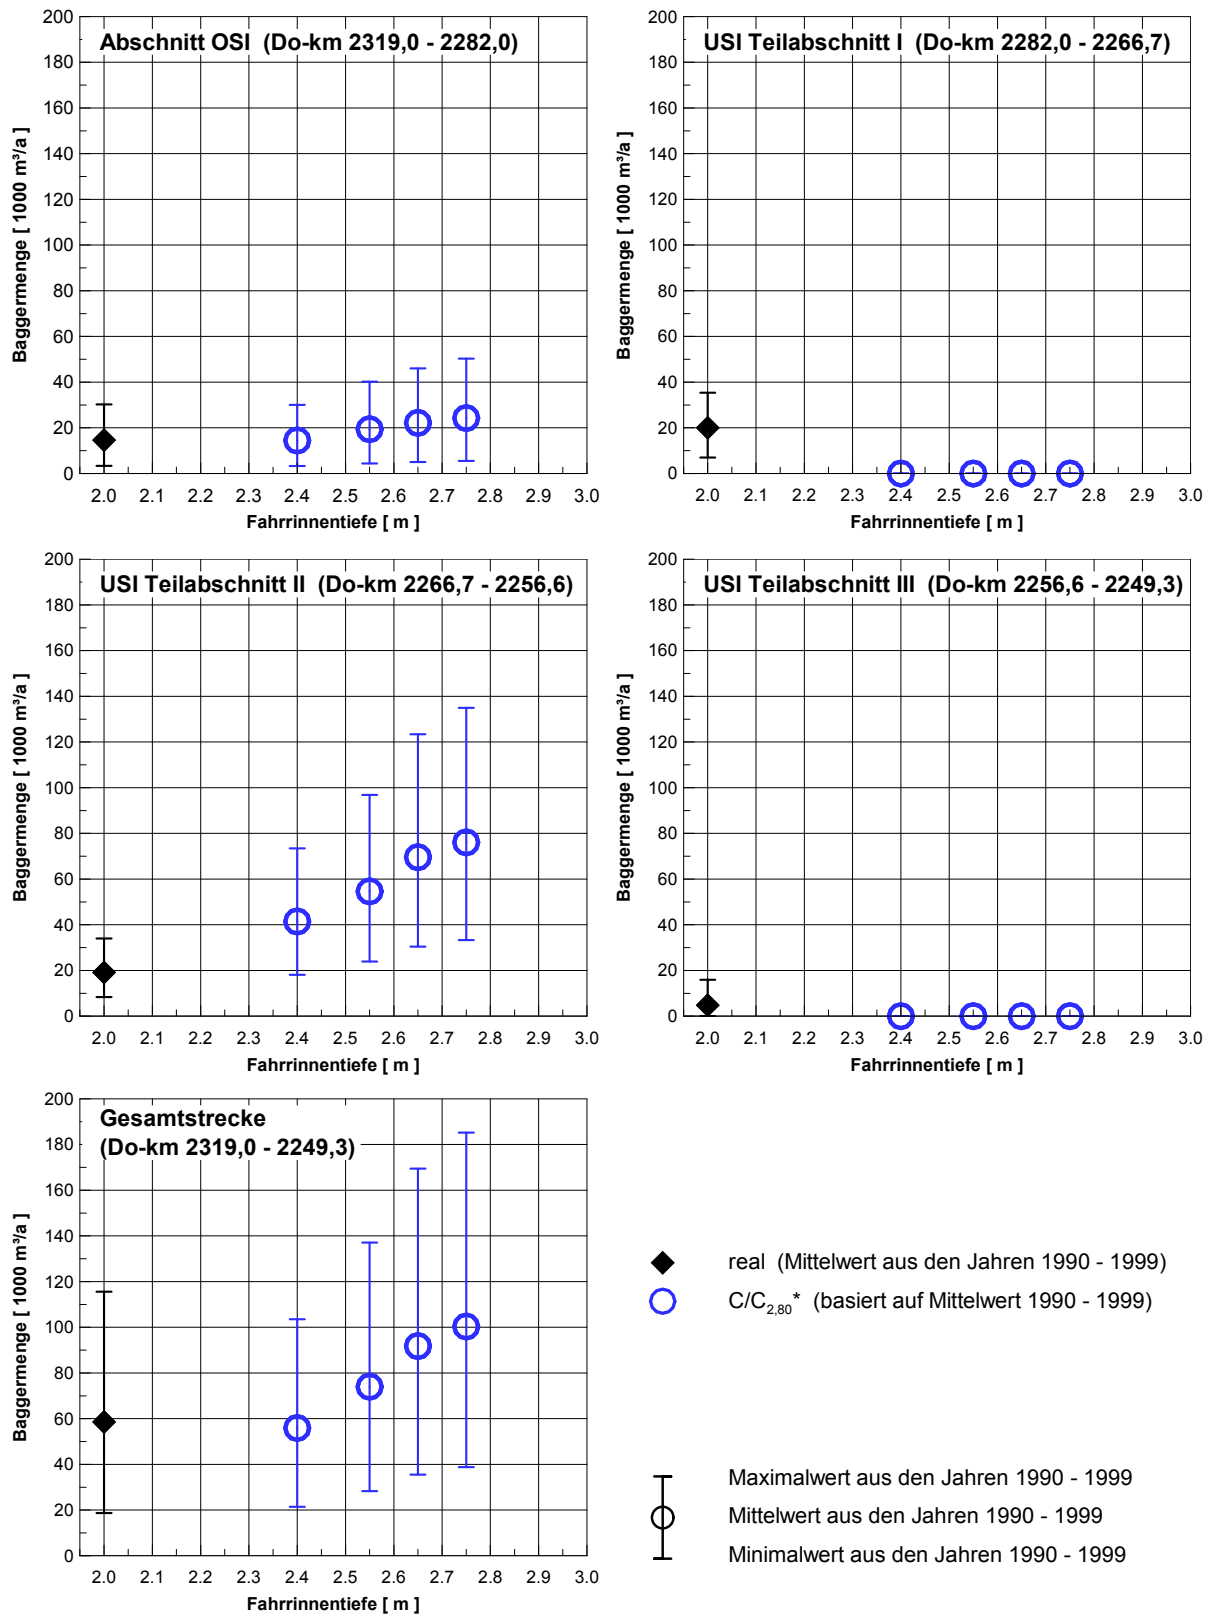 Abschnitt OSI (Do-km 2319,0 - 2282,0)
Baggermenge [ 1000 m³/a ]
200
180
160
140
120
100
80
60
40
20
0
2.0 2.1 2.2 2.3 2.4 2.5 2.6 2.7 2.8 2.9 3.0
Fahrrinnentiefe [ m ]
USI Teilabschnitt I (Do-km 2282,0 - 2266,7)
Baggermenge [ 1000 m³/a ]
200
180
160
140
120
100
80
60
40
20
0
2.0 2.1 2.2 2.3 2.4 2.5 2.6 2.7 2.8 2.9 3.0
Fahrrinnentiefe [ m ]
USI Teilabschnitt II (Do-km 2266,7 - 2256,6)
Baggermenge [ 1000 m³/a ]
200
180
160
140
120
100
80
60
40
20
0
2.0 2.1 2.2 2.3 2.4 2.5 2.6 2.7 2.8 2.9 3.0
Fahrrinnentiefe [ m ]
USI Teilabschnitt III (Do-km 2256,6 - 2249,3)
Baggermenge [ 1000 m³/a ]
200
180
160
140
120
100
80
60
40
20
0
2.0 2.1 2.2 2.3 2.4 2.5 2.6 2.7 2.8 2.9 3.0
Fahrrinnentiefe [ m ]
Gesamtstrecke
(Do-km 2319,0 - 2249,3)
Baggermenge [ 1000 m³/a ]
200
180
160
140
120
100
80
60
40
20
0
2.0 2.1 2.2 2.3 2.4 2.5 2.6 2.7 2.8 2.9 3.0
Fahrrinnentiefe [ m ]
real (Mittelwert aus den Jahren 1990 - 1999)
C/C2,80* (basiert auf Mittelwert 1990 - 1999)
Maximalwert aus den Jahren 1990 - 1999
Mittelwert aus den Jahren 1990 - 1999
Minimalwert aus den Jahren 1990 - 1999